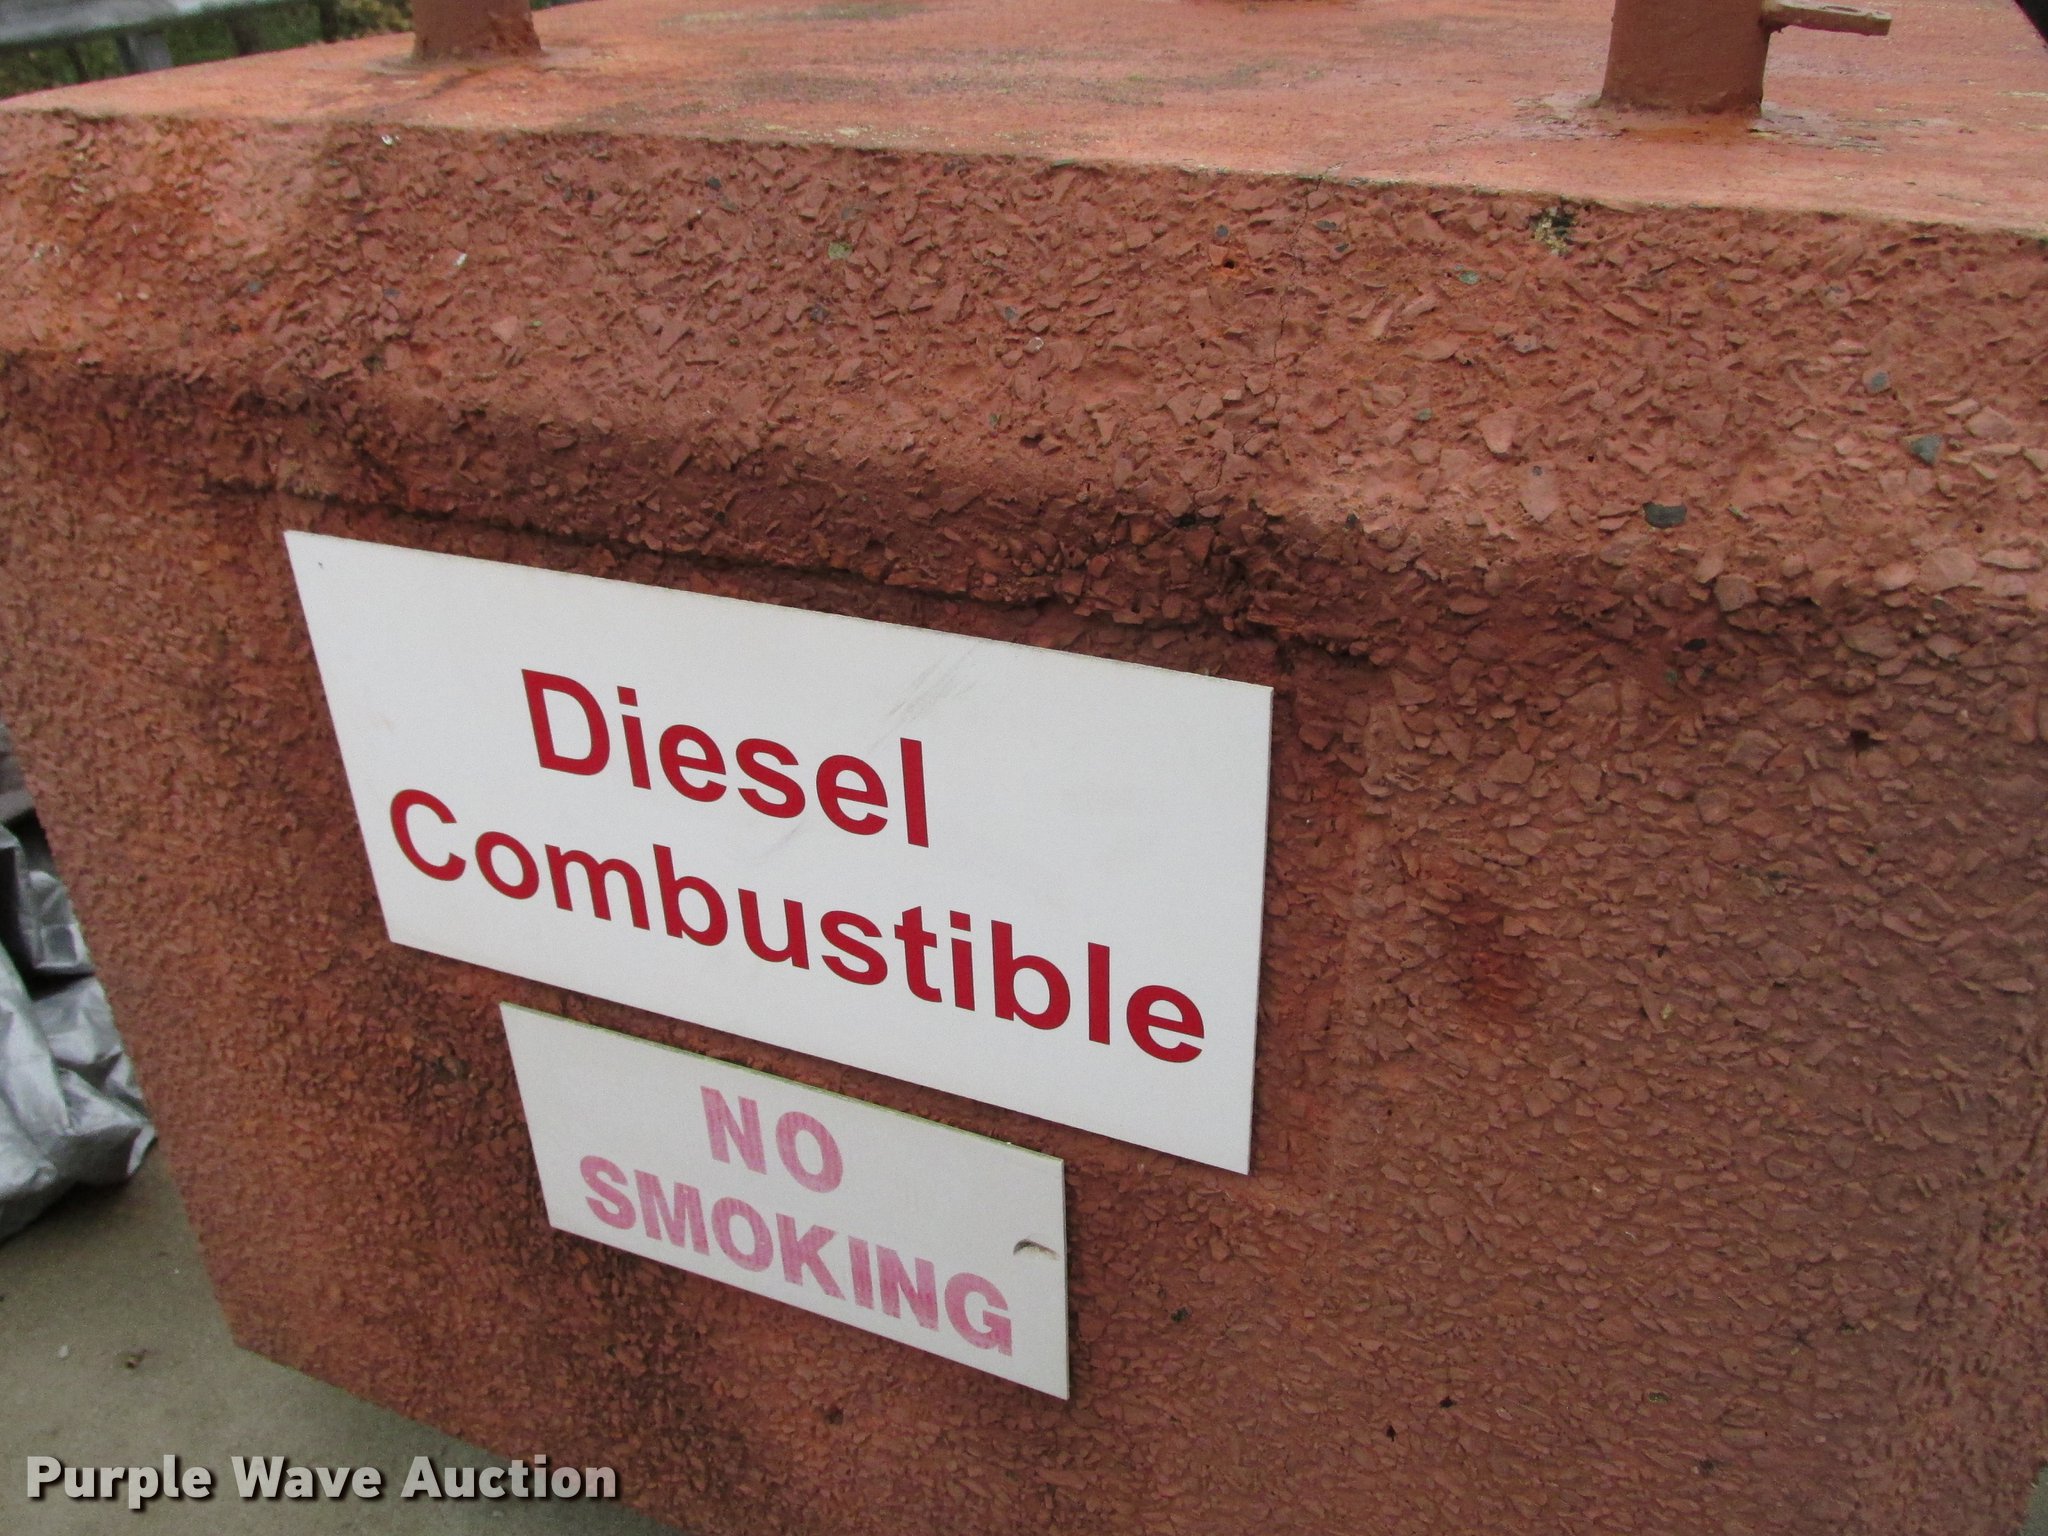 Diesel
Combustible
NO
SMOKING
Purple Wave Auction